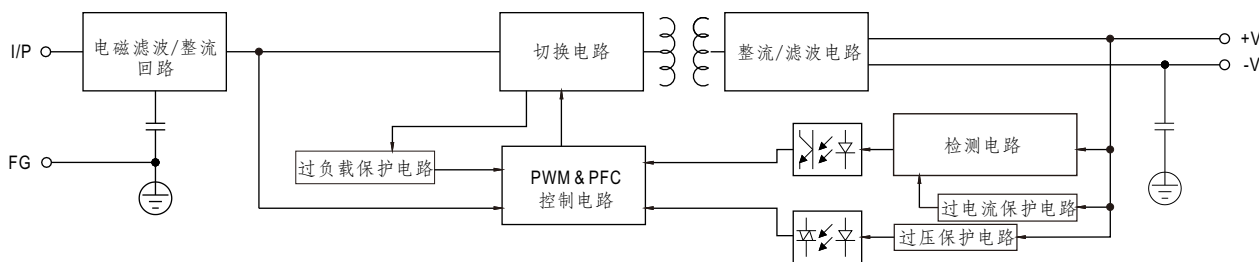 I/P
电磁滤波/整流
回路
切换电路
整流/滤波电路
+V
-V
FG
过负载保护电路
PWM & PFC
控制电路
检测电路
过电流保护电路
过压保护电路